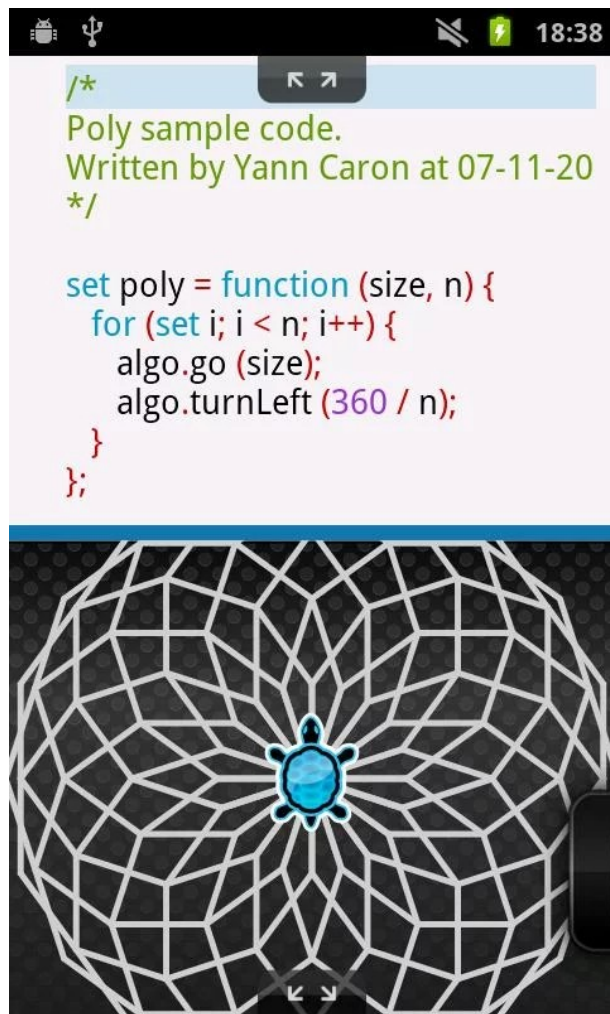 18:38
/*
Poly sample code.
Written by Yann Caron at 07-11-20
*/
set poly = function (size, n) {
for (set i; i < n; i++) {
algo.go (size);
algo.turnLeft (360 / n);
}
};